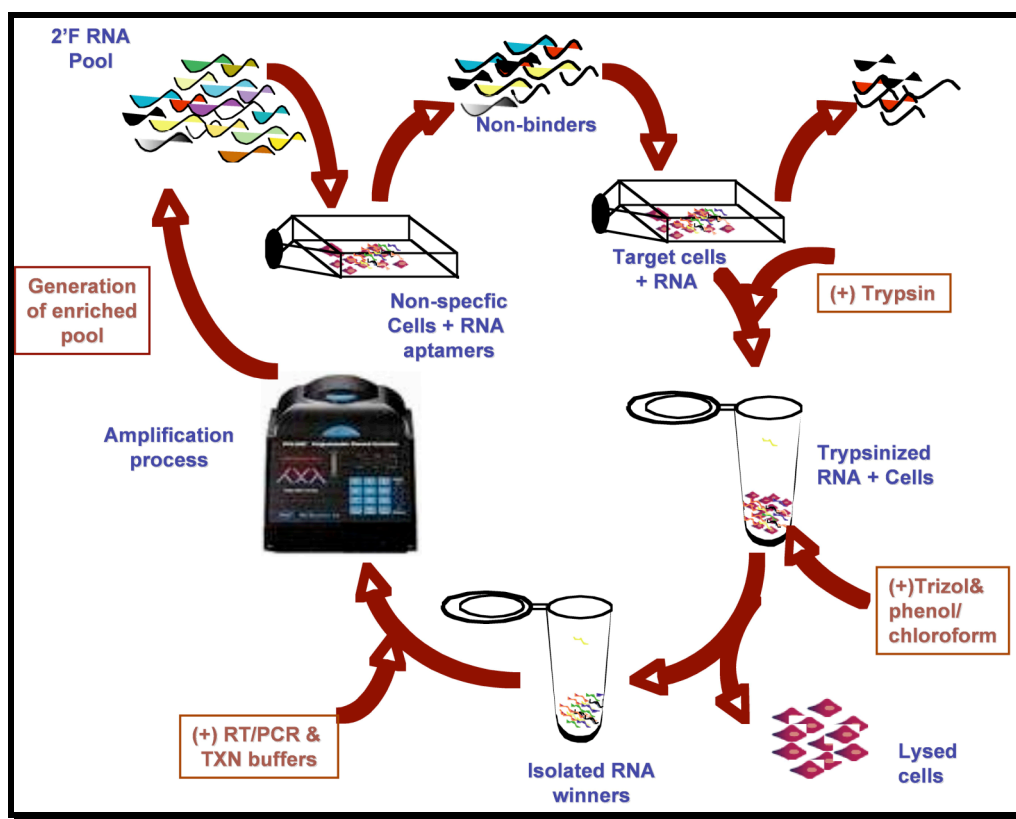 2'F RNA
Pool
Non-binders
Non-specfic
Cells + RNA
aptamers
Target cells
+ RNA
(+) Trypsin
Trypsinized
RNA + Cells
(+)Trizol&
phenol/
chloroform
Lysed
cells
Isolated RNA
winners
(+) RT/PCR &
TXN buffers
Amplification
process
Generation
of enriched
pool